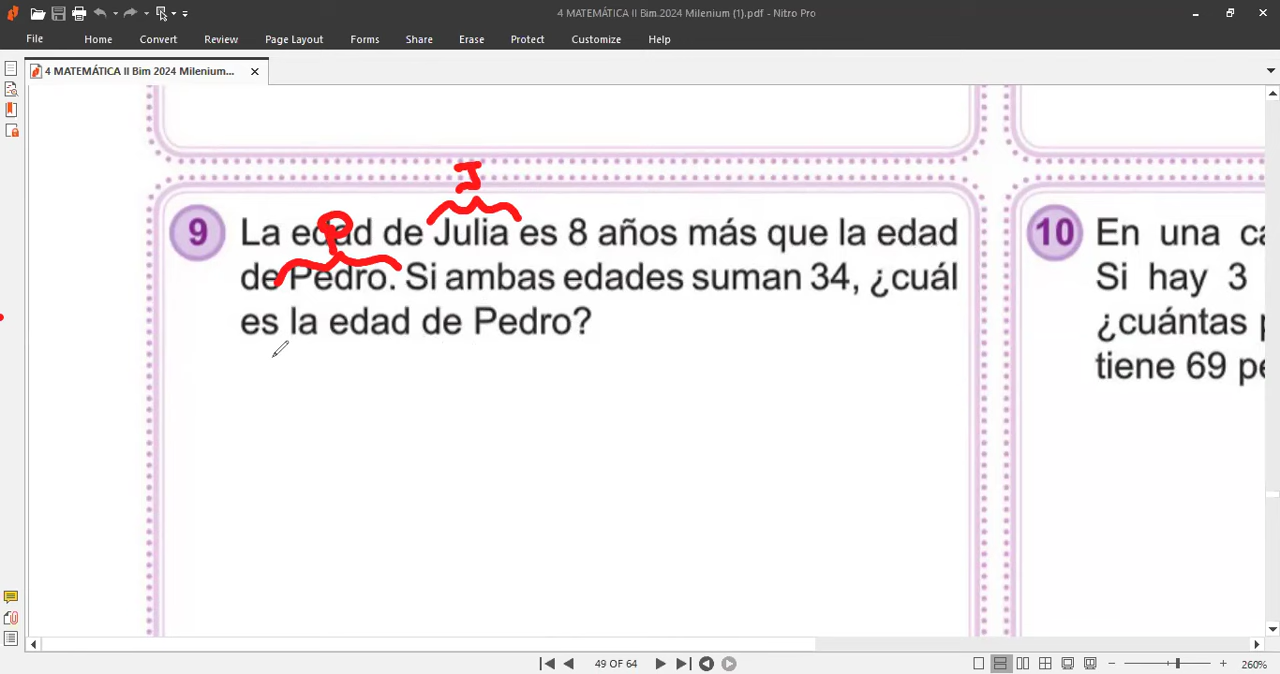 4 MATEMÁTICA II Bim.2024 Milenium (1).pdf - Nitro Pro
File Home Convert Review Page Layout Forms Share Erase Protect Customize Help
4 MATEMÁTICA II Bim 2024 Milenium...
J
P
9 La edad de Julia es 8 años más que la edad
de Pedro. Si ambas edades suman 34, ¿cuál
es la edad de Pedro?
10 En una ca
Si hay 3
¿cuántas p
tiene 69 pe
49 OF 64
260%